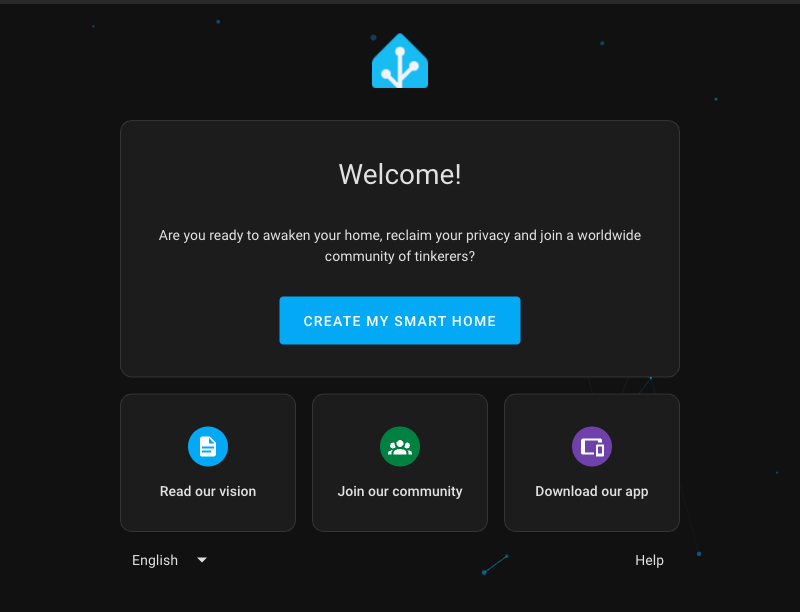 Welcome!
Are you ready to awaken your home, reclaim your privacy and join a worldwide
community of tinkerers?
CREATE MY SMART HOME
Read our vision
Join our community
Download our app
English
Help